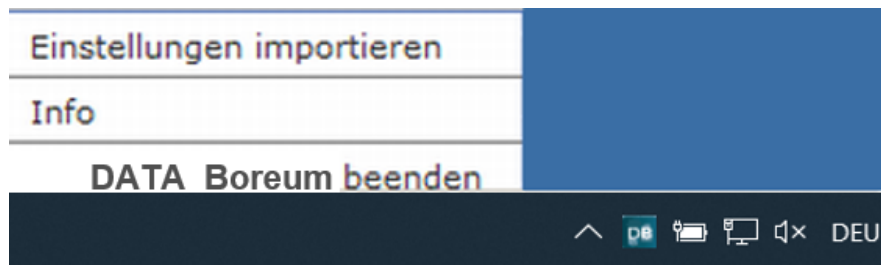 Einstellungen importieren
Info
DATA Boreum beenden
DB DEU